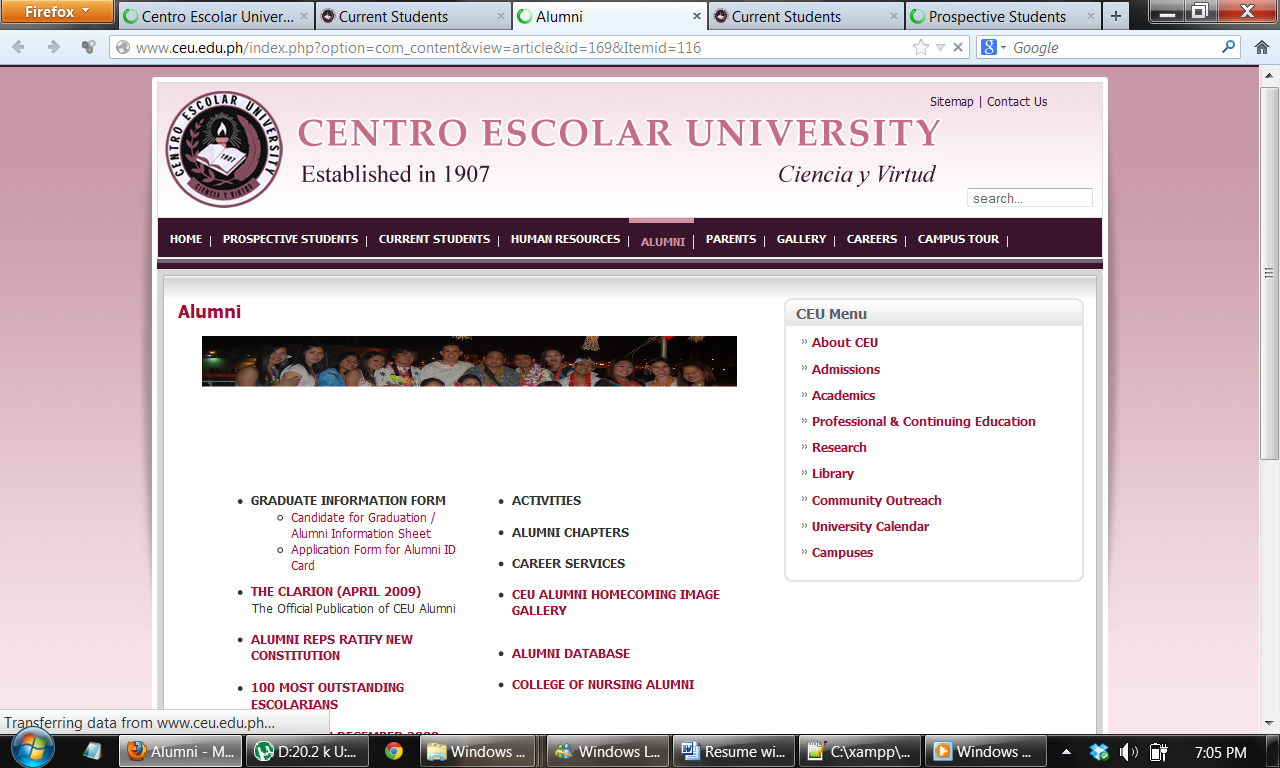 Firefox
Centro Escolar Univer...
Current Students
Alumni
Current Students
Prospective Students
www.ceu.edu.ph/index.php?option=com_content&view=article&id=169&Itemid=116
Google
Sitemap | Contact Us
CENTRO ESCOLAR UNIVERSITY
1907
CIENCIA Y VIRTUD
CENTRO ESCOLAR UNIVERSITY
Established in 1907
Ciencia y Virtud
search...
HOME | PROSPECTIVE STUDENTS | CURRENT STUDENTS | HUMAN RESOURCES | ALUMNI | PARENTS | GALLERY | CAREERS | CAMPUS TOUR |
Alumni
GRADUATE INFORMATION FORM
Candidate for Graduation /
Alumni Information Sheet
Application Form for Alumni ID
Card
THE CLARION (APRIL 2009)
The Official Publication of CEU Alumni
ALUMNI REPS RATIFY NEW
CONSTITUTION
100 MOST OUTSTANDING
ESCOLARIANS
ACTIVITIES
ALUMNI CHAPTERS
CAREER SERVICES
CEU ALUMNI HOMECOMING IMAGE
GALLERY
ALUMNI DATABASE
COLLEGE OF NURSING ALUMNI
CEU Menu
About CEU
Admissions
Academics
Professional & Continuing Education
Research
Library
Community Outreach
University Calendar
Campuses
Transferring data from www.ceu.edu.ph...
Alumni - M...
D:20.2 k U:...
Windows ...
Windows L...
Resume wi...
C:\xampp\...
Windows ...
7:05 PM